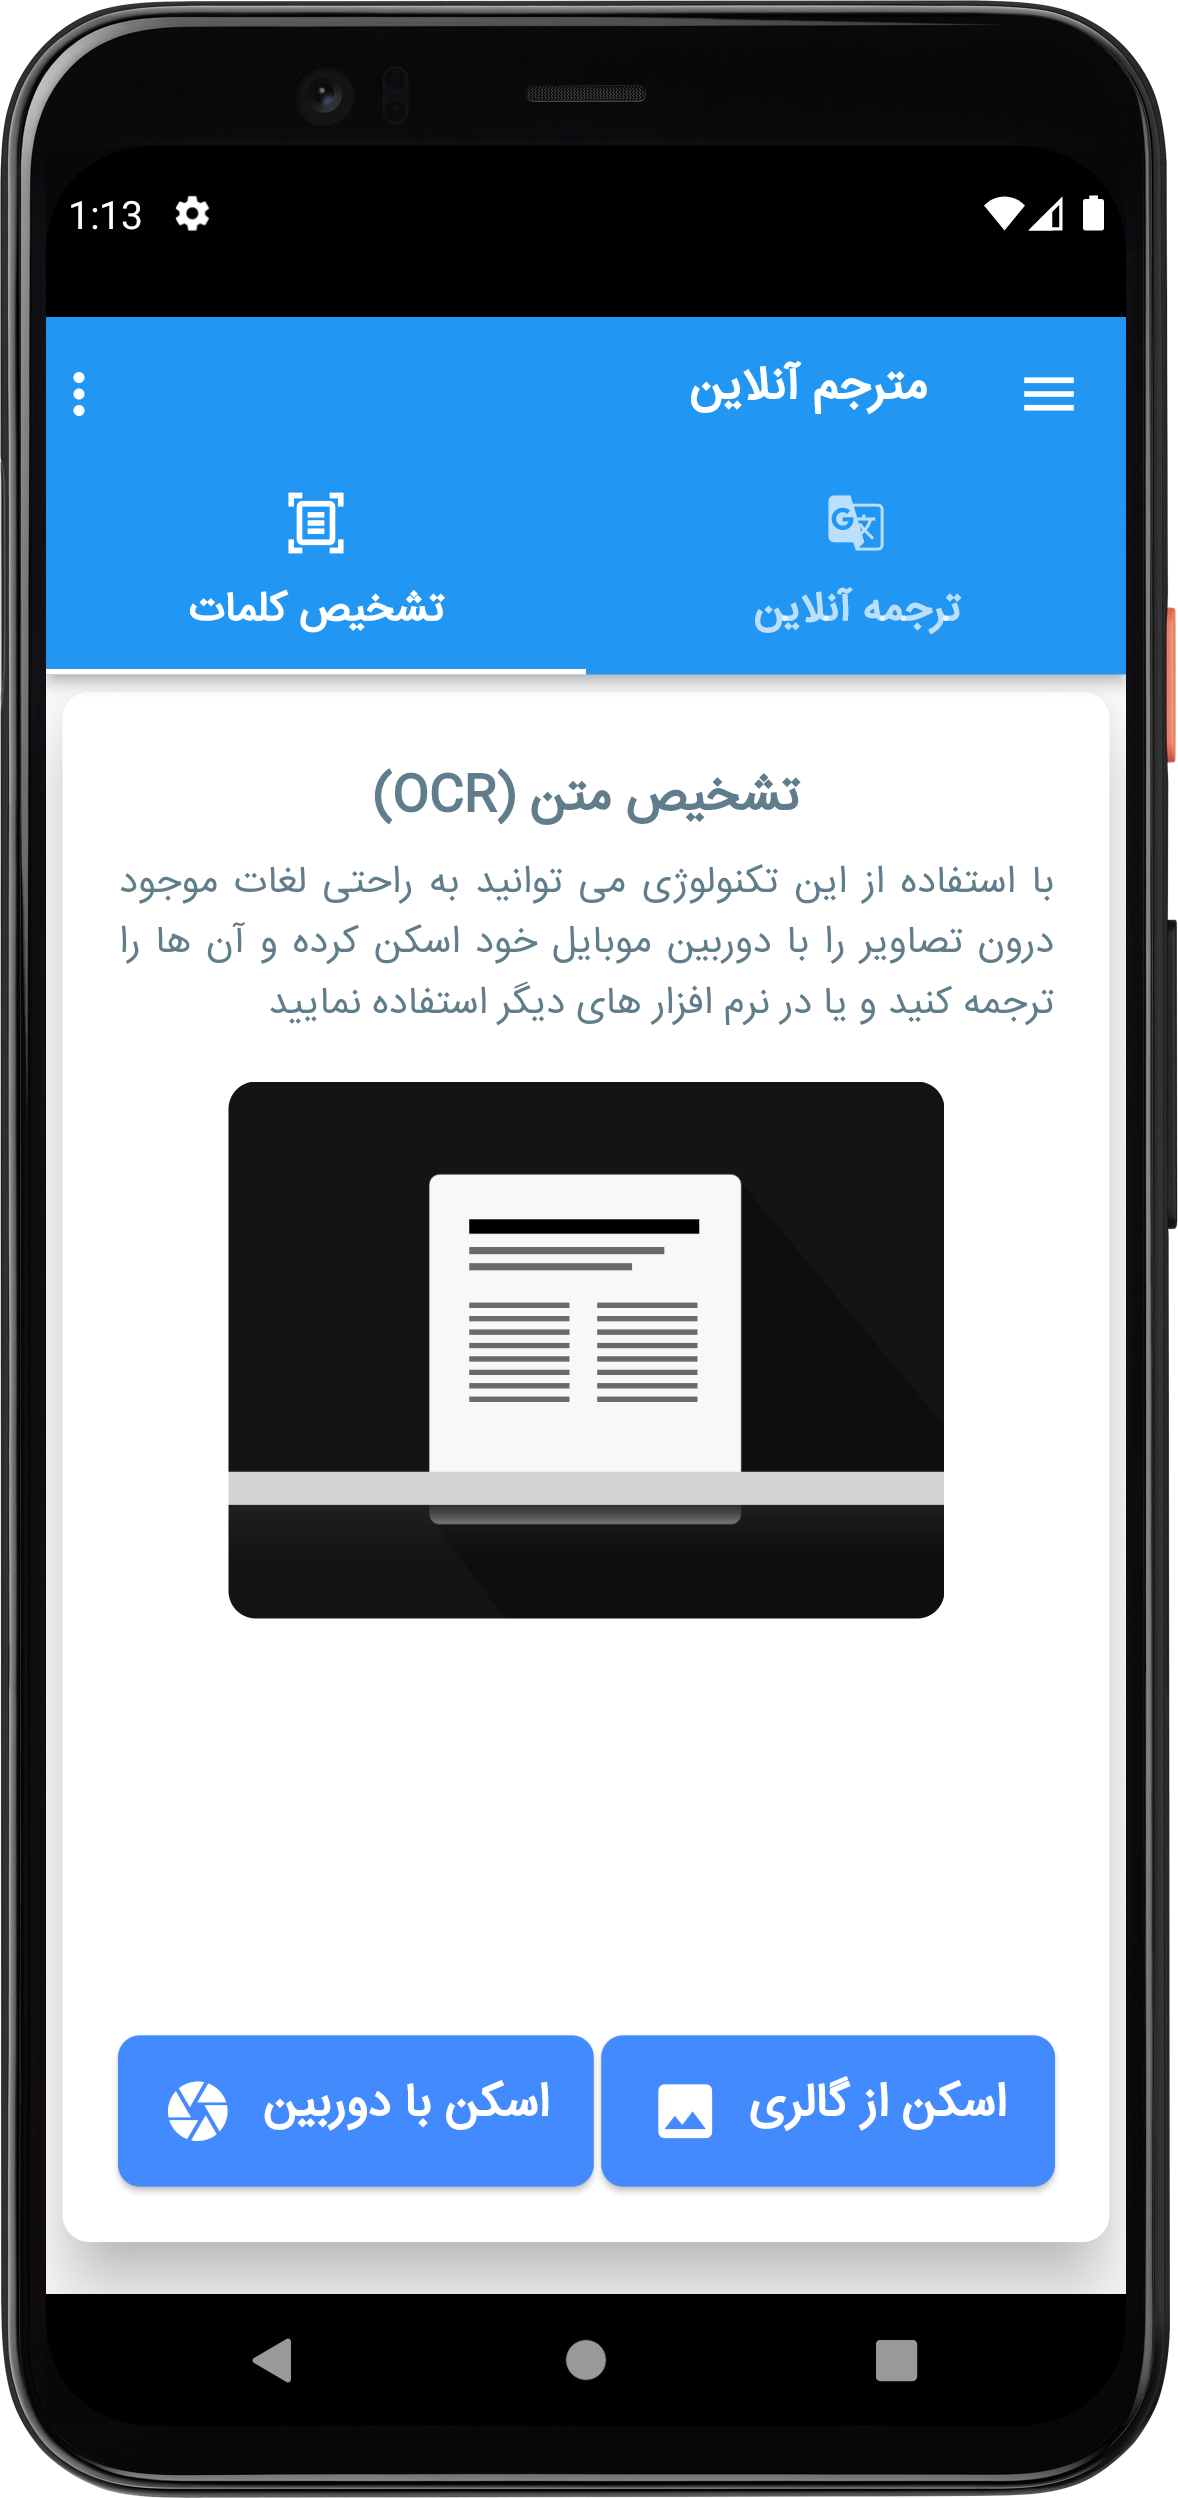 1:13
مترجم آنلاین
ترجمه آنلاین
تشخیص کلمات
تشخیص متن (OCR)
با استفاده از این تکنولوژی می توانید به راحتی لغات موجود
درون تصاویر را با دوربین موبایل خود اسکن کرده و آن ها را
ترجمه کنید و یا در نرم افزار های دیگر استفاده نمایید
اسکن از گالری
اسکن با دوربین